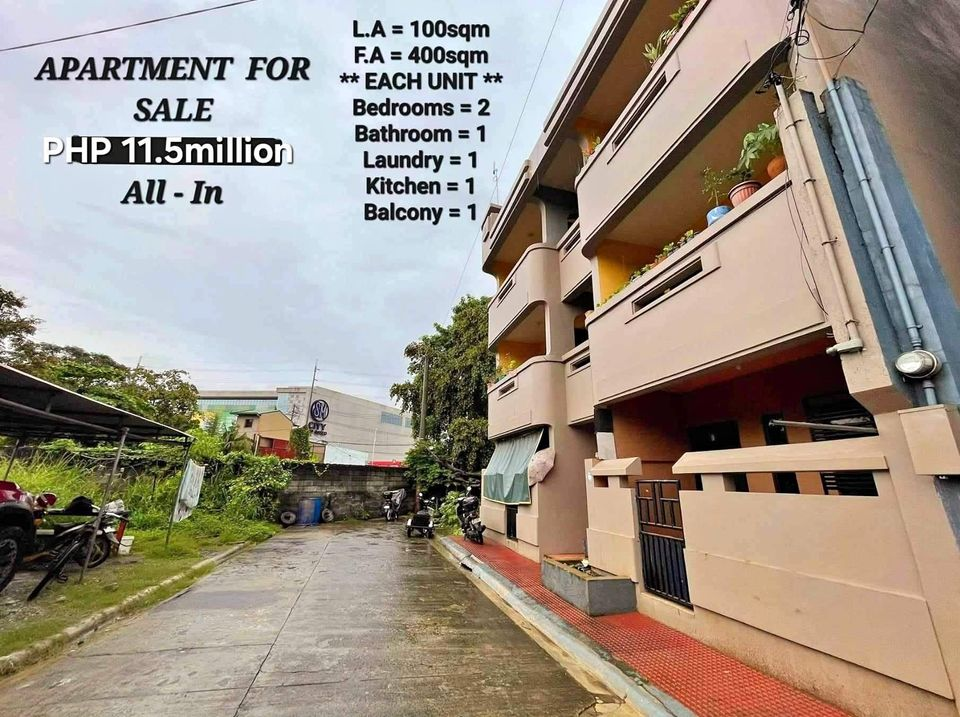 APARTMENT FOR
SALE
PHP 11.5million
All - In
L.A = 100sqm
F.A = 400sqm
** EACH UNIT **
Bedrooms = 2
Bathroom = 1
Laundry = 1
Kitchen = 1
Balcony = 1
SM
CITY